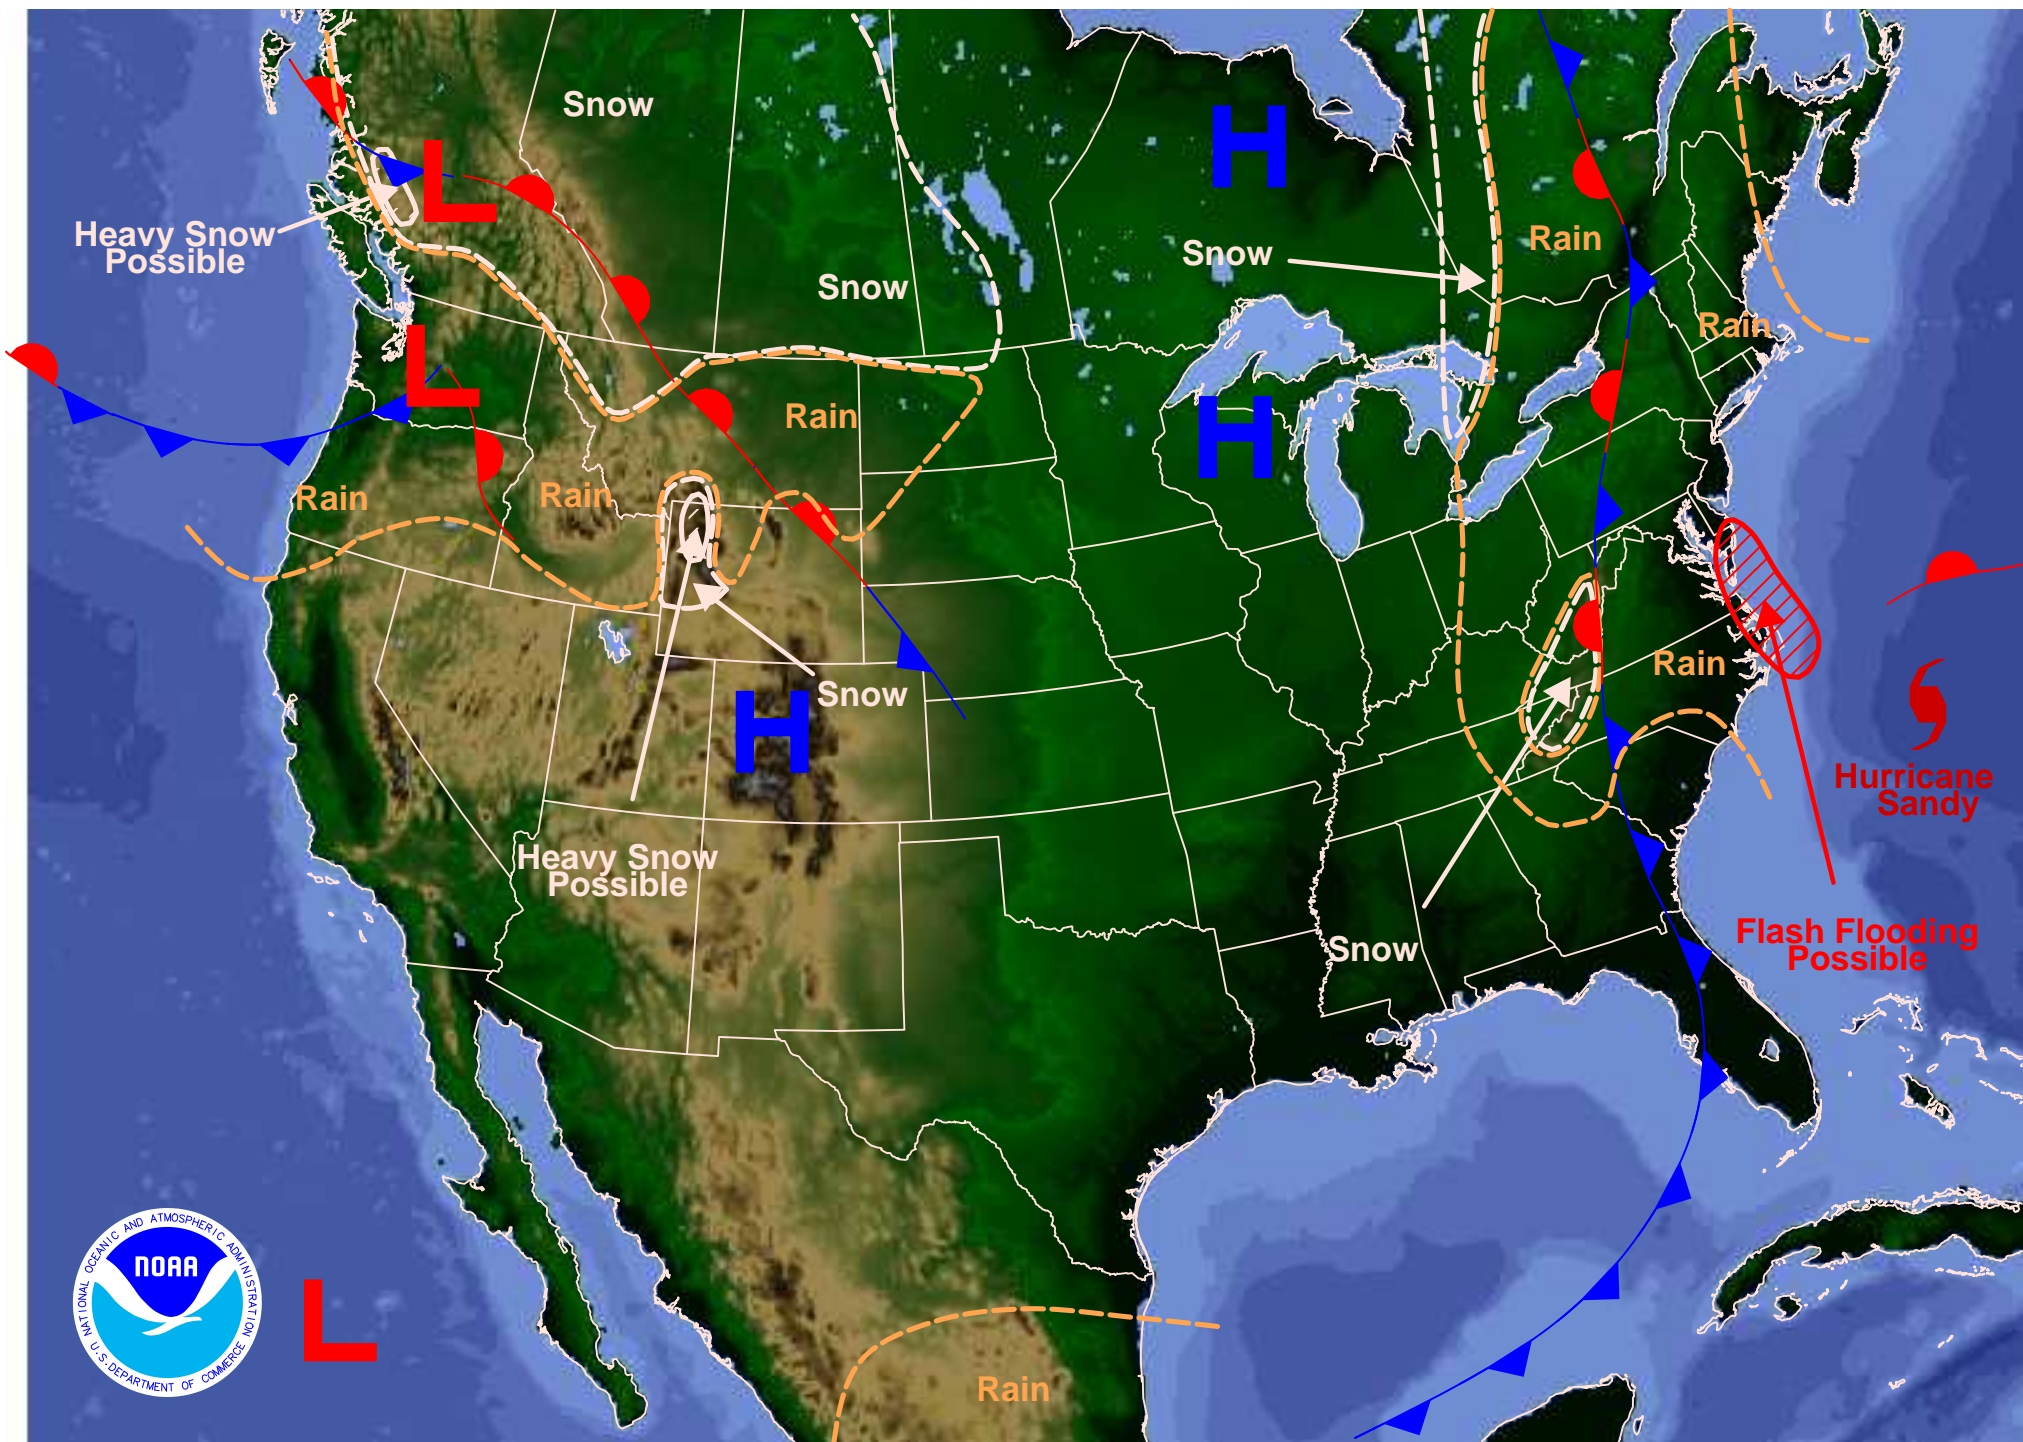 Snow
H
L
Heavy Snow
Possible
Rain
Snow
Snow
L
Rain
H
Rain
Rain
Rain
Rain
Snow
H
Hurricane
Sandy
Heavy Snow
Possible
Flash Flooding
Possible
Snow
NATIONAL OCEANIC AND ATMOSPHERIC ADMINISTRATION
NOAA
U.S. DEPARTMENT OF COMMERCE
L
Rain